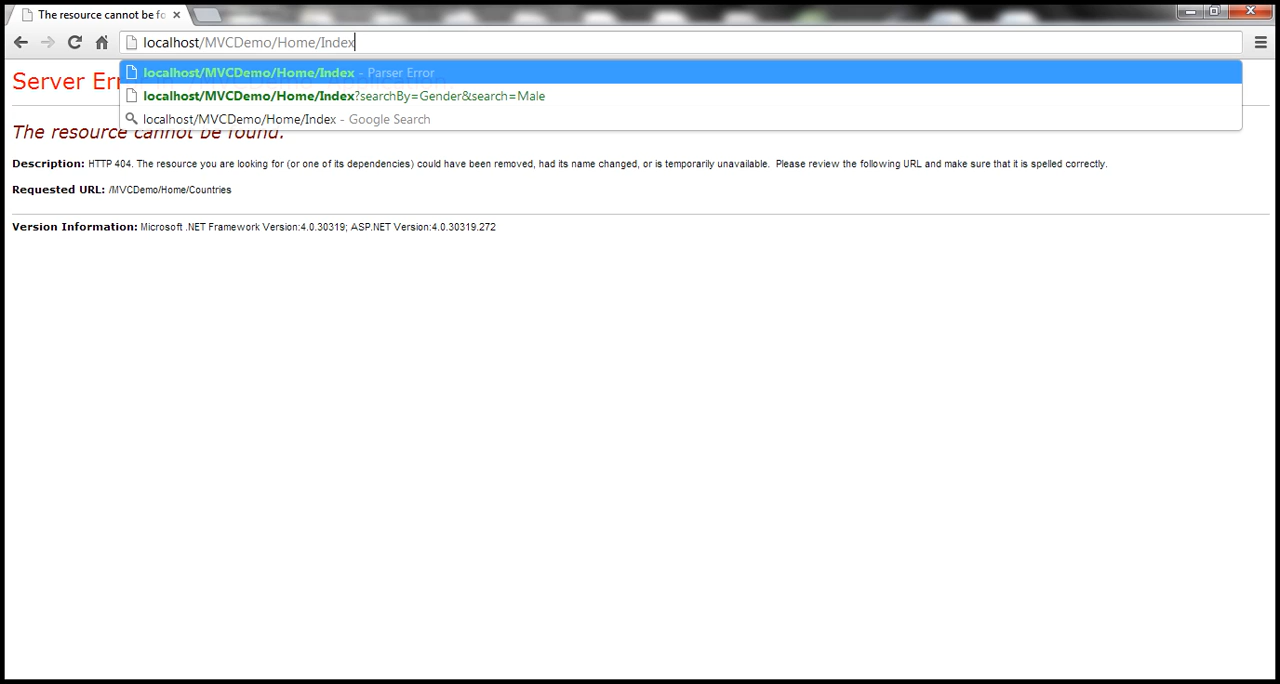 The resource cannot be fo
localhost/MVCDemo/Home/Index
localhost/MVCDemo/Home/Index - Parser Error
localhost/MVCDemo/Home/Index?searchBy=Gender&search=Male
localhost/MVCDemo/Home/Index - Google Search
Server Er
The resource cannot be found.
Description: HTTP 404. The resource you are looking for (or one of its dependencies) could have been removed, had its name changed, or is temporarily unavailable.  Please review the following URL and make sure that it is spelled correctly.
Requested URL: /MVCDemo/Home/Countries
Version Information: Microsoft .NET Framework Version:4.0.30319; ASP.NET Version:4.0.30319.272